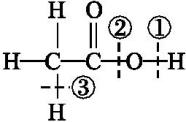 H O ② ①
H—C—C—O—H
③
H